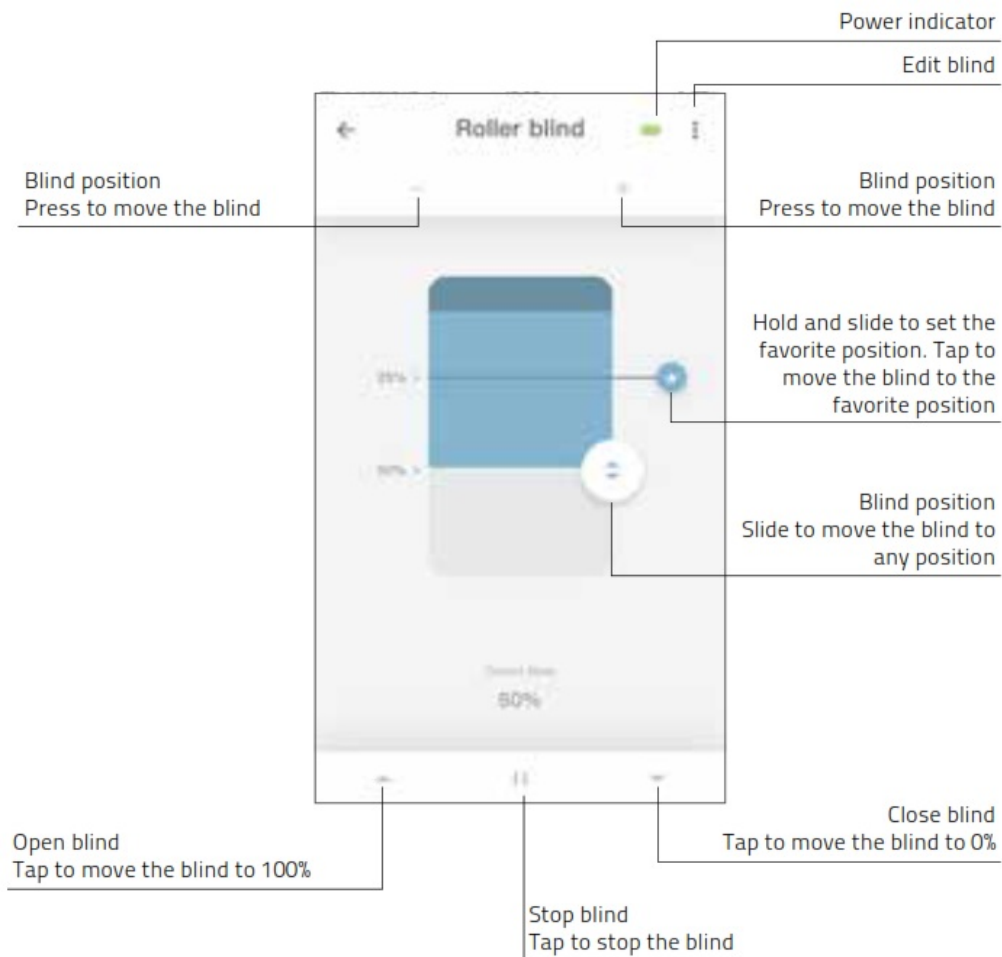 Power indicator
Edit blind
Roller blind
Blind position
Press to move the blind
Blind position
Press to move the blind
Hold and slide to set the
favorite position. Tap to
move the blind to the
favorite position
Blind position
Slide to move the blind to
any position
Open blind
Tap to move the blind to 100%
Close blind
Tap to move the blind to 0%
Stop blind
Tap to stop the blind